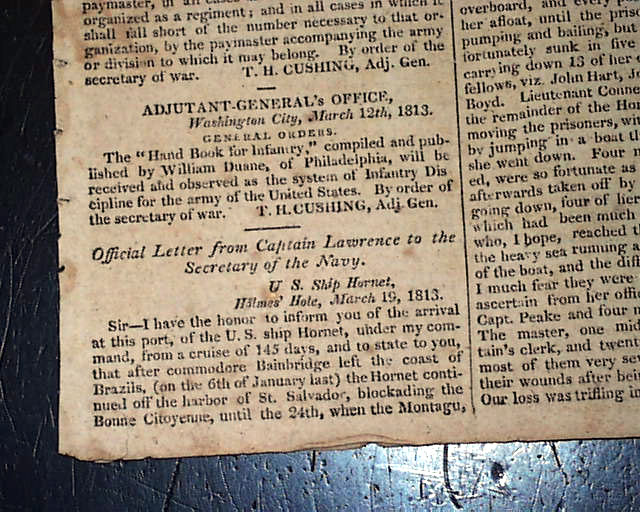 paymaster, in all cases
organized as a regiment; and in all cases in which it
shall fall short of the number necessary to that or-
ganization, by the paymaster accompanying the army
or division to which it may belong. By order of the
secretary of war. T. H. CUSHING, Adj. Gen.
ADJUTANT-GENERAL's OFFICE,
Washington City, March 12th, 1813.
GENERAL ORDERS.
The "Hand Book for Infantry," compiled and pub-
lished by William Duane, of Philadelphia, will be
received and observed as the system of Infantry Dis
cipline for the army of the United States. By order of
the secretary of war. T. H. CUSHING, Adj. Gen.
Official Letter from Captain Lawrence to the
Secretary of the Navy.
U S. Ship Hornet,
Holmes' Hole, March 19, 1813.
Sir—I have the honor to inform you of the arrival
at this port, of the U. S. ship Hornet, under my com-
mand, from a cruise of 145 days, and to state to you,
that after commodore Bainbridge left the coast of
Brazils, (on the 6th of January last) the Hornet conti-
nued off the harbor of St. Salvador, blockading the
Bonne Citoyenne, until the 24th, when the Montagu,
overboard, and every
her afloat, until the
pumping and bailing, but
fortunately sunk in five
carrying down 13 of her
fellows, viz. John Hart, J
Boyd. Lieutenant Conne
the remainder of the Ho
moving the prisoners, wi
by jumping in a boat th
she went down. Four m
ed, were so fortunate as
afterwards taken off by
going down, four of her
which had been much
who, I hope, reached t
the heavy sea running a
of the boat, and the diff
I much fear they were
ascertain from her offic
Capt. Peake and four m
The master, one mid
tain's clerk, and twent
most of them very se
their wounds after bei
Our loss was trifling in